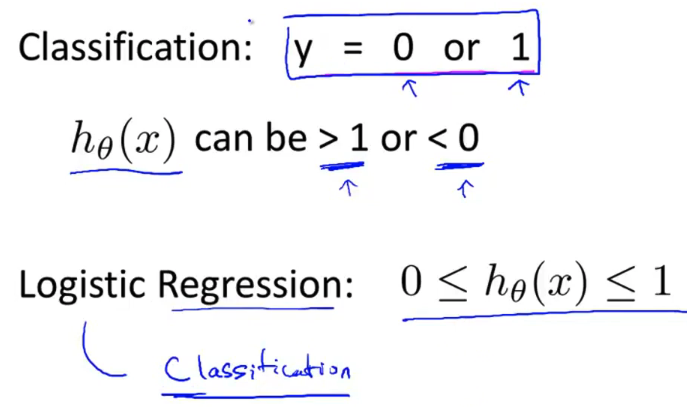 Classification: y = 0 or 1
hθ(x) can be > 1 or < 0
Logistic Regression: 0 ≤ hθ(x) ≤ 1
Classification